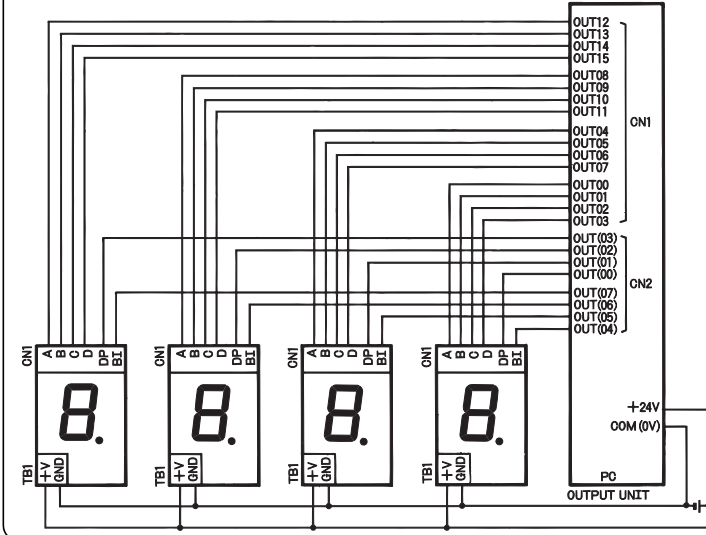 OUT12
OUT13
OUT14
OUT15
OUT08
OUT09
OUT10
OUT11
CN1
OUT04
OUT05
OUT06
OUT07
OUT00
OUT01
OUT02
OUT03
OUT(03)
OUT(02)
OUT(01)
OUT(00)
CN2
OUT(07)
OUT(06)
OUT(05)
OUT(04)
CN1 A B C D DP BI
CN1 A B C D DP BI
CN1 A B C D DP BI
CN1 A B C D DP BI
8.
8.
8.
8.
+24V
COM(0V)
TB1 +V GND
TB1 +V GND
TB1 +V GND
TB1 +V GND
PC
OUTPUT UNIT